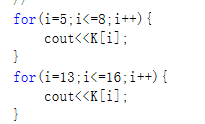 //
for(i=5;i<=8;i++){
cout<<K[i];
}
for(i=13;i<=16;i++){
cout<<K[i];
}